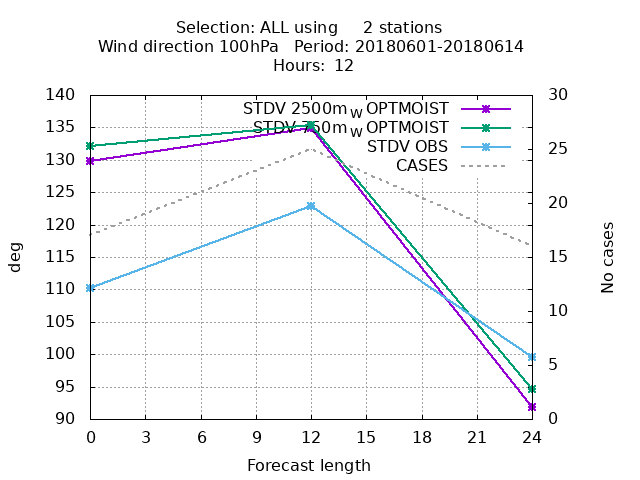 Selection: ALL using     2 stations
Wind direction 100hPa   Period: 20180601-20180614
Hours:  12
STDV 2500m_W OPTMOIST
STDV 750m_W OPTMOIST
STDV OBS
CASES
140
135
130
125
120
115
110
105
100
95
90
deg
30
25
20
15
10
5
0
No cases
0 3 6 9 12 15 18 21 24
Forecast length